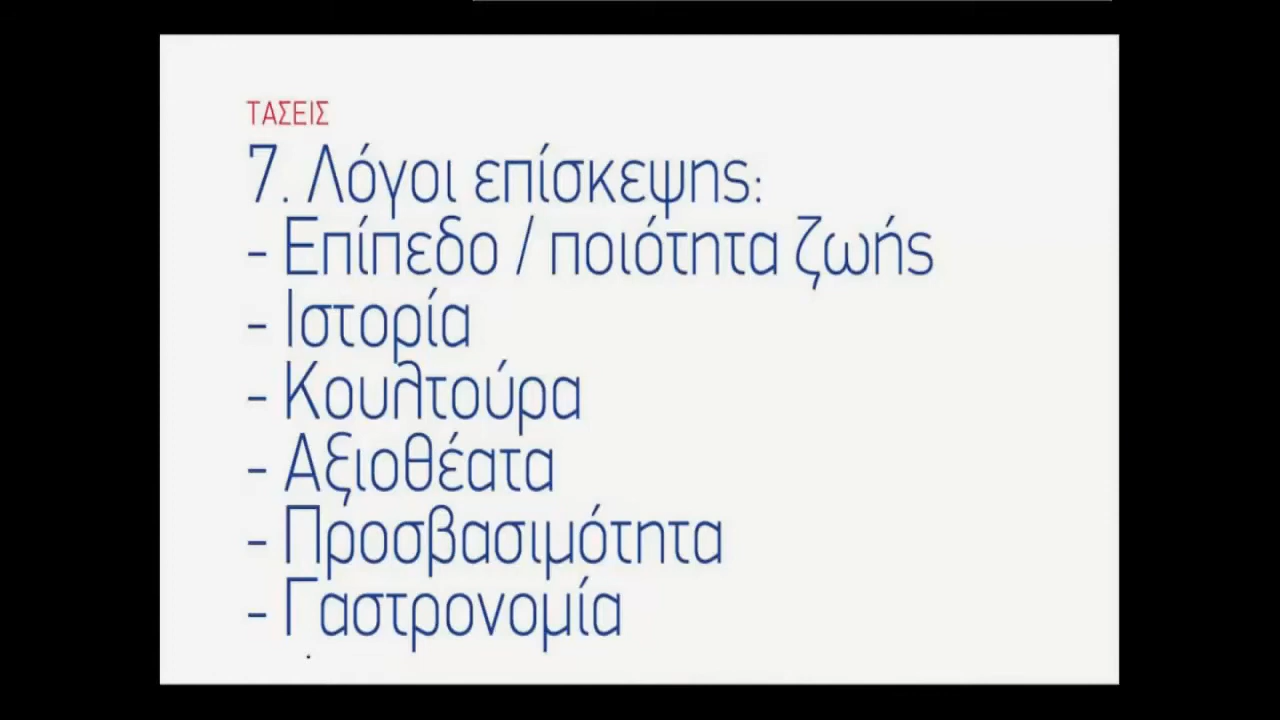 ΤΑΣΕΙΣ
7. Λόγοι επίσκεψης:
- Επίπεδο / ποιότητα ζωής
- Ιστορία
- Κουλτούρα
- Αξιοθέατα
- Προσβασιμότητα
- Γαστρονομία